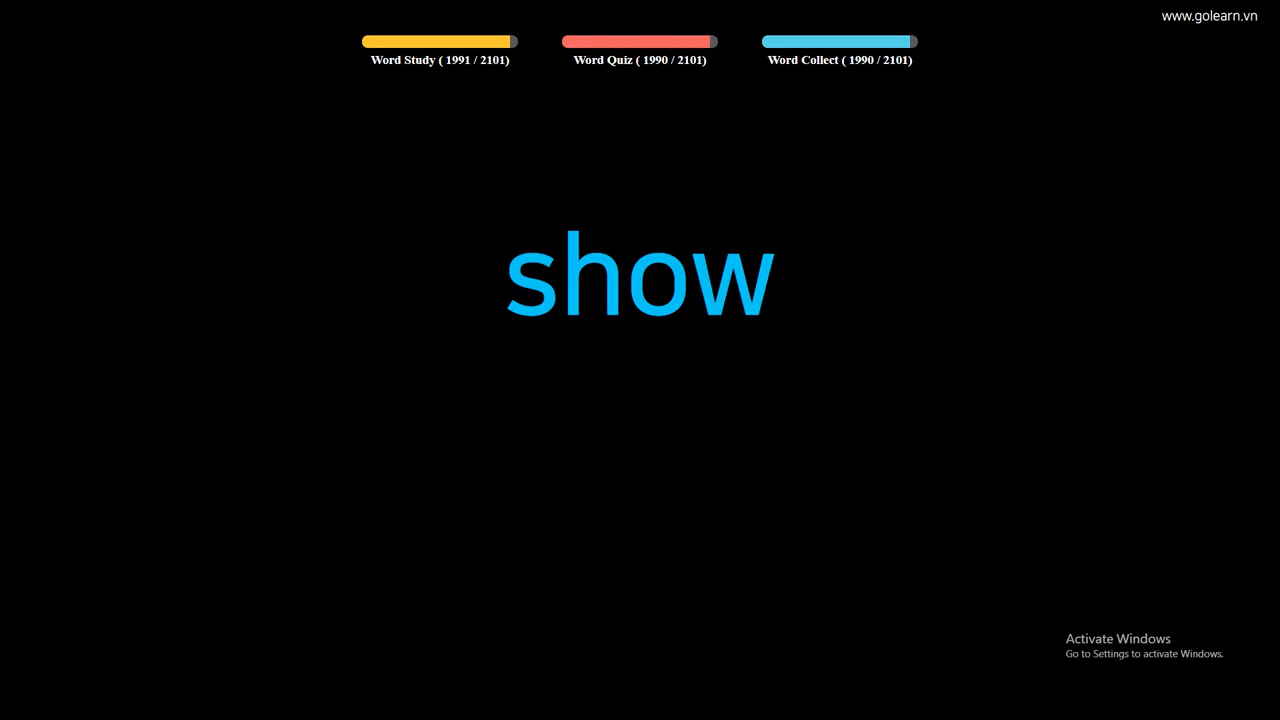 www.golearn.vn
Word Study ( 1991 / 2101)
Word Quiz ( 1990 / 2101)
Word Collect ( 1990 / 2101)
show
Activate Windows
Go to Settings to activate Windows.